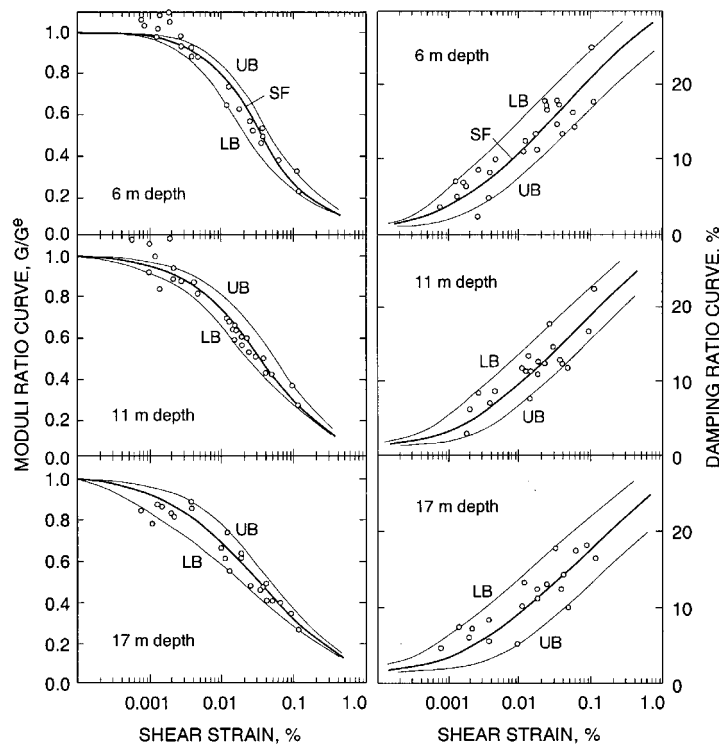 MODULI RATIO CURVE, G/Gᵉ
1.0
0.8
0.6
0.4
0.2
0.0
UB
SF
LB
6 m depth
1.0
0.8
0.6
0.4
0.2
0.0
UB
LB
11 m depth
1.0
0.8
0.6
0.4
0.2
0.0
UB
LB
17 m depth
0.001 0.01 0.1 1.0
SHEAR STRAIN, %
6 m depth
LB
SF
UB
20
10
0
11 m depth
LB
UB
20
10
0
17 m depth
LB
UB
20
10
0
0.001 0.01 0.1 1.0
SHEAR STRAIN, %
DAMPING RATIO CURVE, %